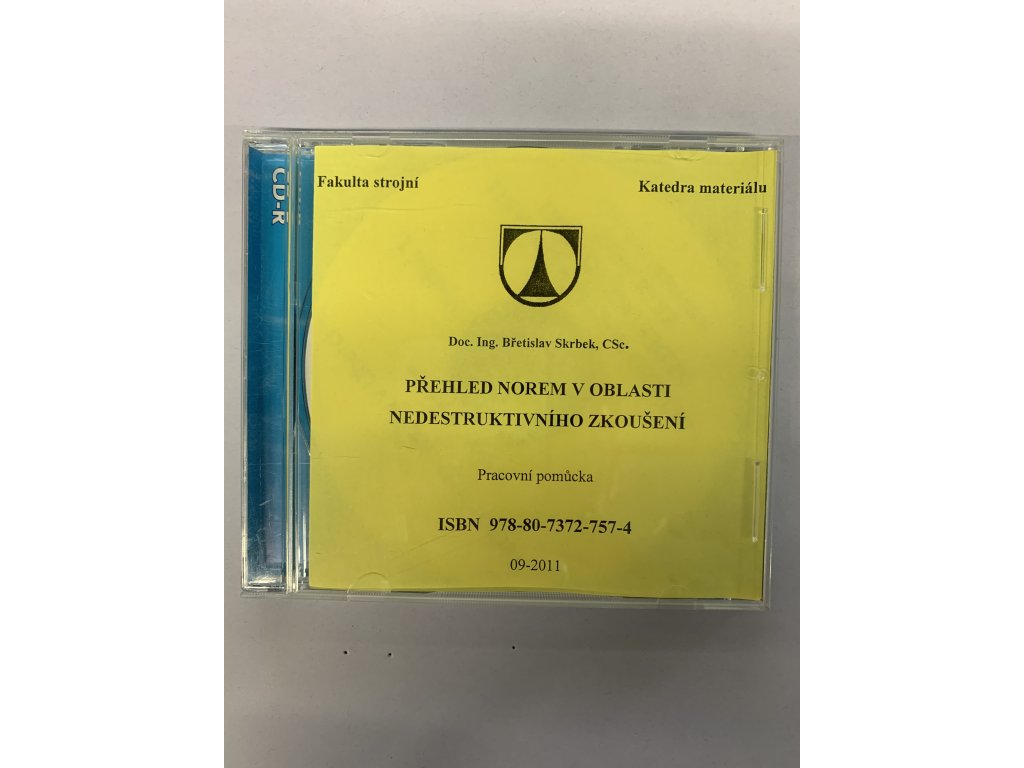 CD-R
Fakulta strojní
Katedra materiálu
Doc. Ing. Břetislav Skrbek, CSc.
PŘEHLED NOREM V OBLASTI
NEDESTRUKTIVNÍHO ZKOUŠENÍ
Pracovní pomůcka
ISBN 978-80-7372-757-4
09-2011